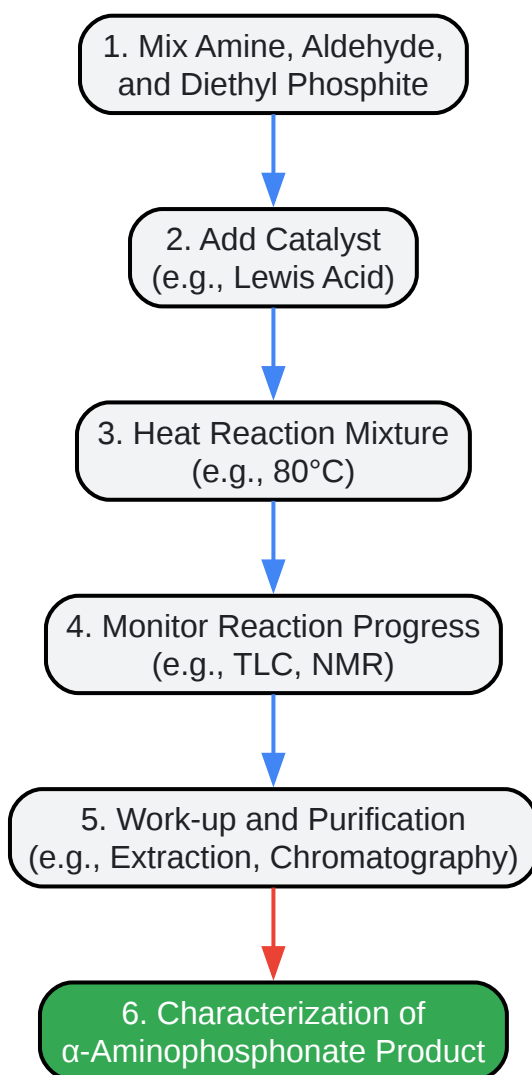 1. Mix Amine, Aldehyde,
and Diethyl Phosphite
2. Add Catalyst
(e.g., Lewis Acid)
3. Heat Reaction Mixture
(e.g., 80°C)
4. Monitor Reaction Progress
(e.g., TLC, NMR)
5. Work-up and Purification
(e.g., Extraction, Chromatography)
6. Characterization of
α-Aminophosphonate Product